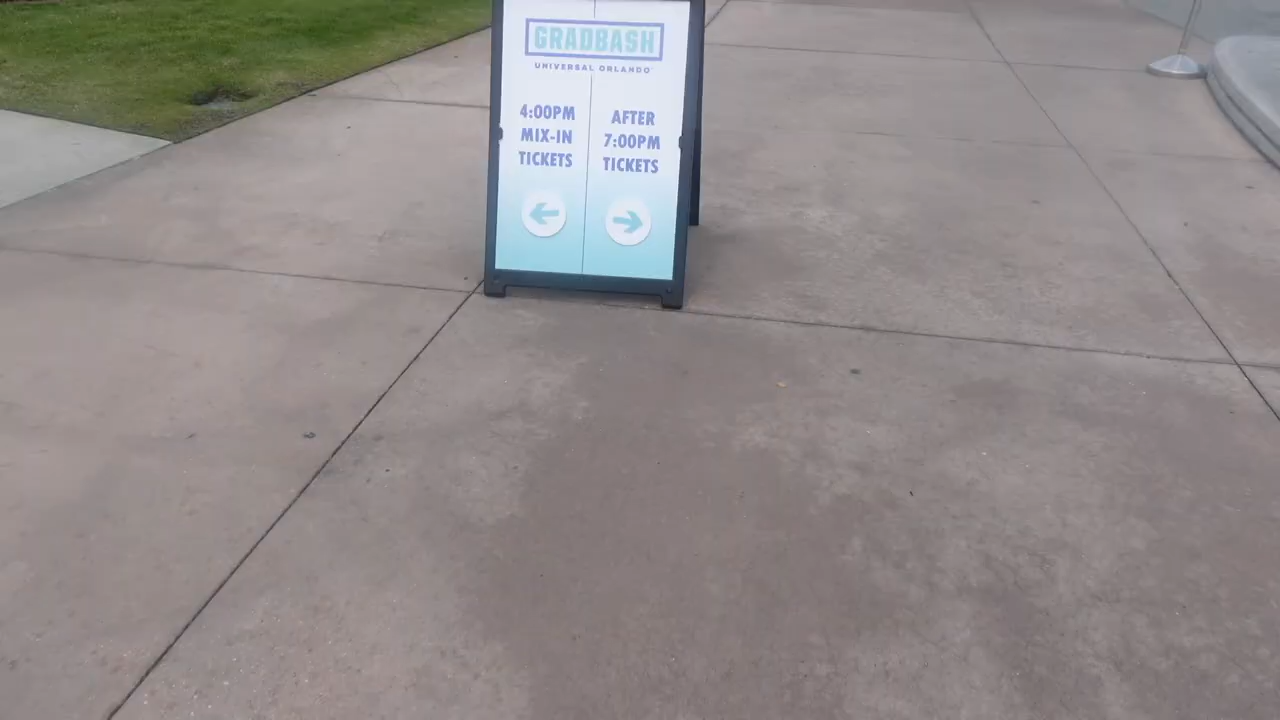 GRADBASH
UNIVERSAL ORLANDO
4:00PM
MIX-IN
TICKETS
AFTER
7:00PM
TICKETS